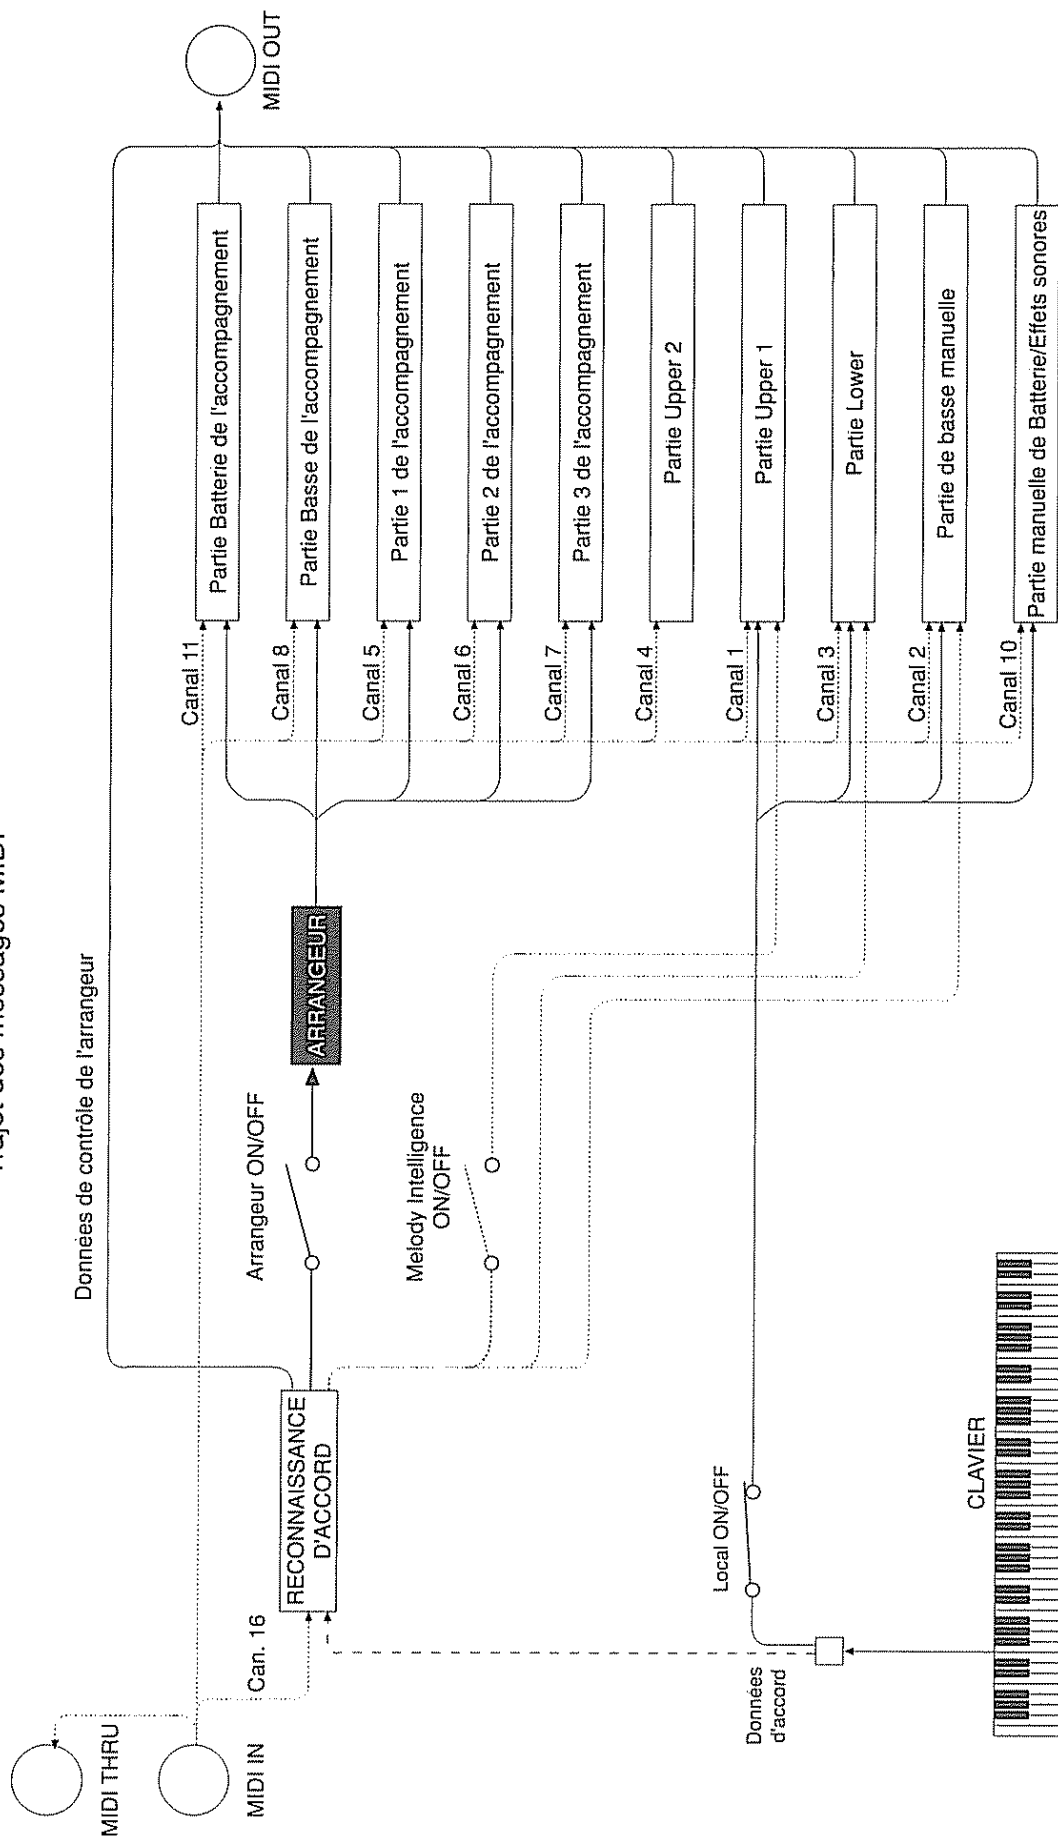 Trajet des messages MIDI
MIDI THRU
MIDI IN
Can. 16
RECONNAISSANCE
D'ACCORD
Données de contrôle de l'arrangeur
Arrangeur ON/OFF
ARRANGEUR
Melody Intelligence
ON/OFF
Données
d'accord
Local ON/OFF
CLAVIER
Canal 11
Partie Batterie de l'accompagnement
Canal 8
Partie Basse de l'accompagnement
Canal 5
Partie 1 de l'accompagnement
Canal 6
Partie 2 de l'accompagnement
Canal 7
Partie 3 de l'accompagnement
Canal 4
Partie Upper 2
Canal 1
Partie Upper 1
Canal 3
Partie Lower
Canal 2
Partie de basse manuelle
Canal 10
Partie manuelle de Batterie/Effets sonores
MIDI OUT